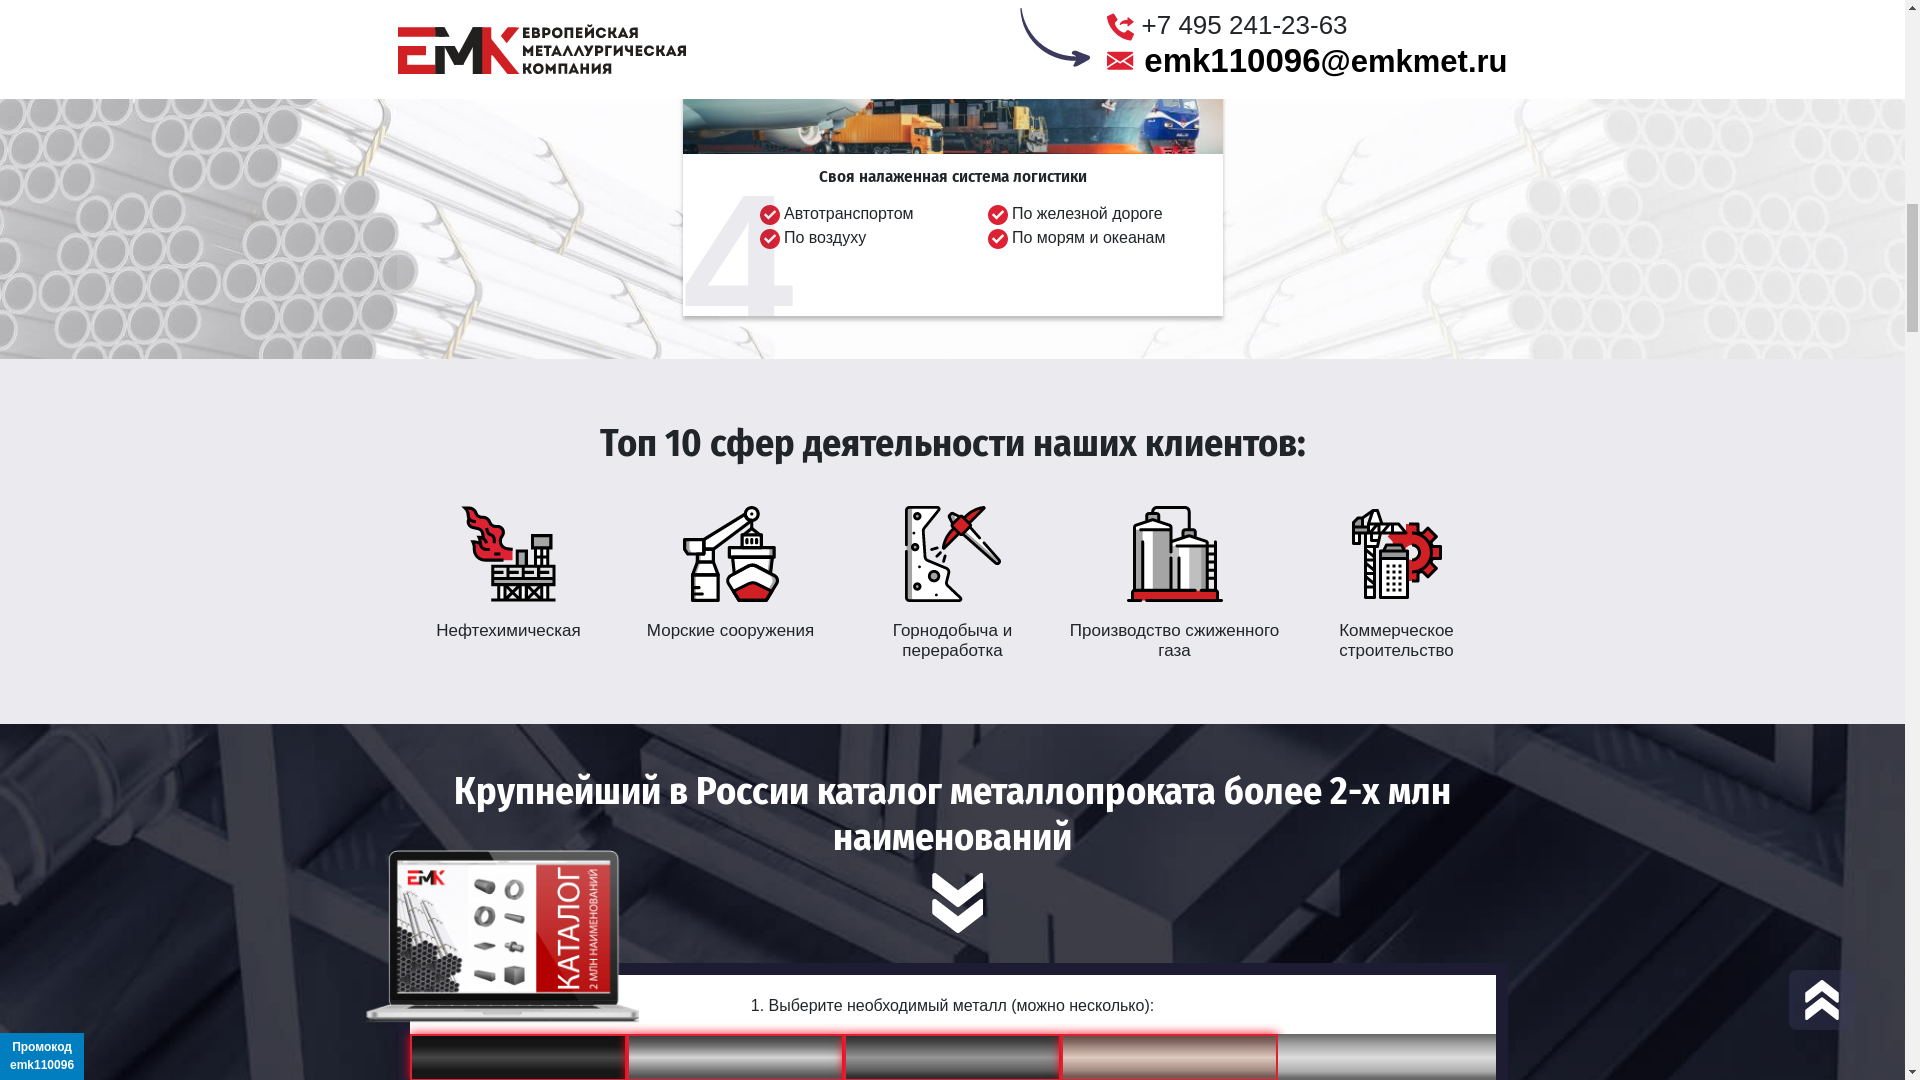 ЕВРОПЕЙСКАЯ
МЕТАЛЛУРГИЧЕСКАЯ
КОМПАНИЯ
EMK
+7 495 241-23-63
emk110096@emkmet.ru
4
Своя налаженная система логистики
Автотранспортом
По железной дороге
По воздуху
По морям и океанам
Топ 10 сфер деятельности наших клиентов:
Нефтехимическая
Морские сооружения
Горнодобыча и
переработка
Производство сжиженного
газа
Коммерческое
строительство
Крупнейший в России каталог металлопроката более 2-х млн
наименований
EMK
КАТАЛОГ
2 МЛН НАИМЕНОВАНИЙ
1. Выберите необходимый металл (можно несколько):
Промокод
emk110096